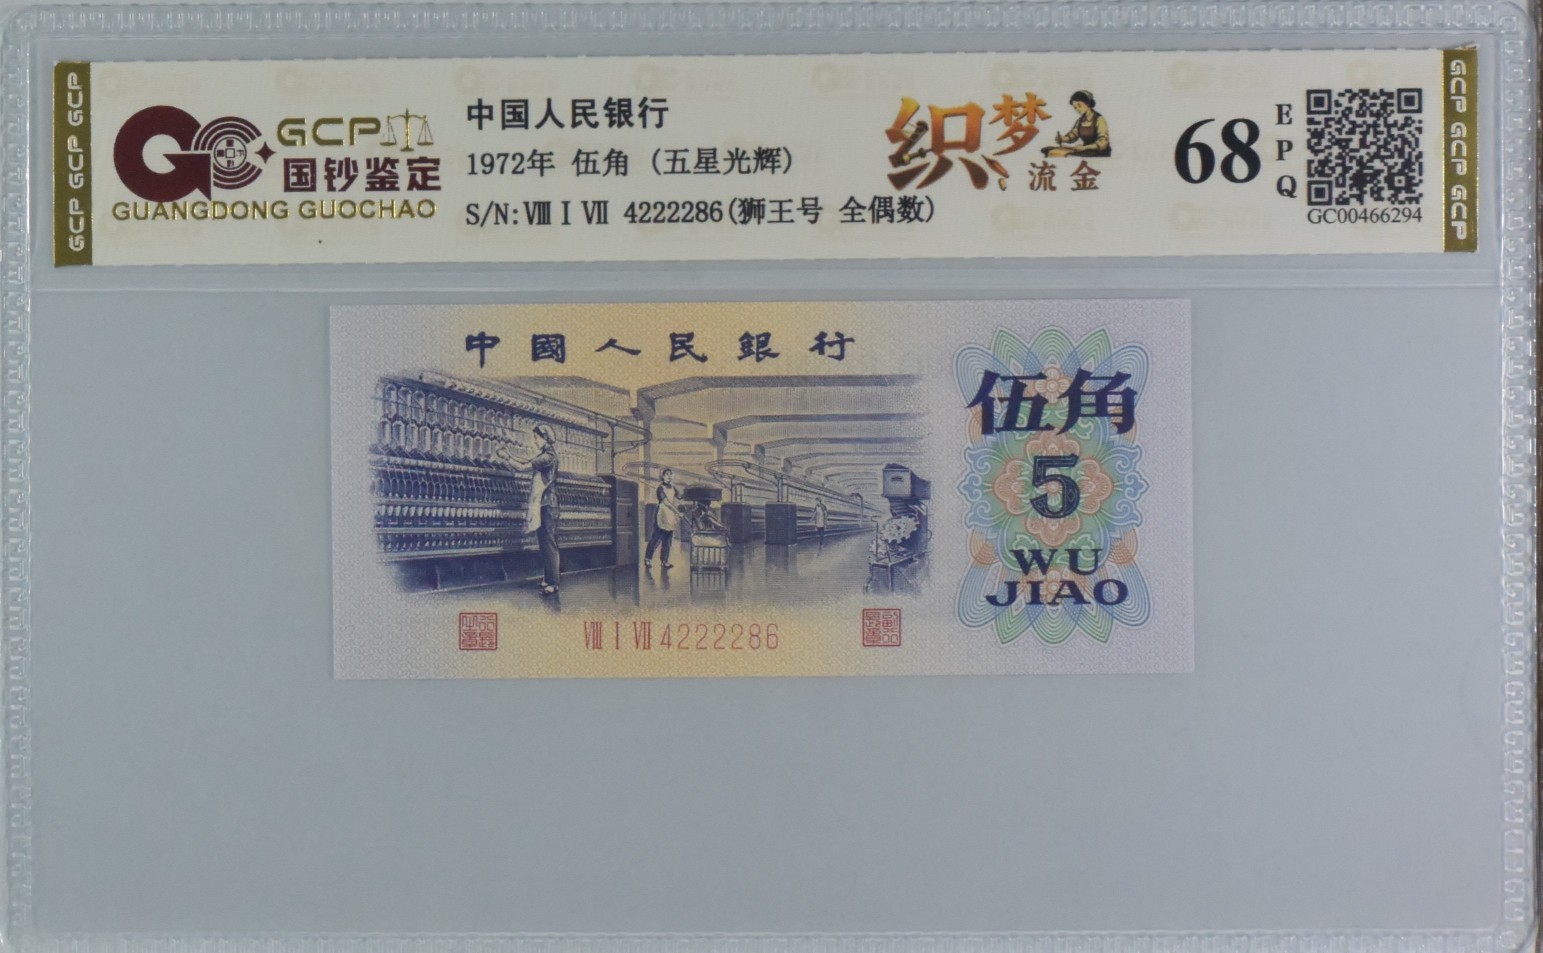 GCP GCP GCP
GCP
国钞鉴定
GUANGDONG GUOCHAO
中国人民银行
1972年 伍角 (五星光辉)
S/N:Ⅷ Ⅰ Ⅶ 4222286(狮王号 全偶数)
织梦
流金
68
EPQ
GC00466294
GCP GCP GCP
中國人民銀行
伍角
5
WU
JIAO
Ⅷ Ⅰ Ⅶ 4222286